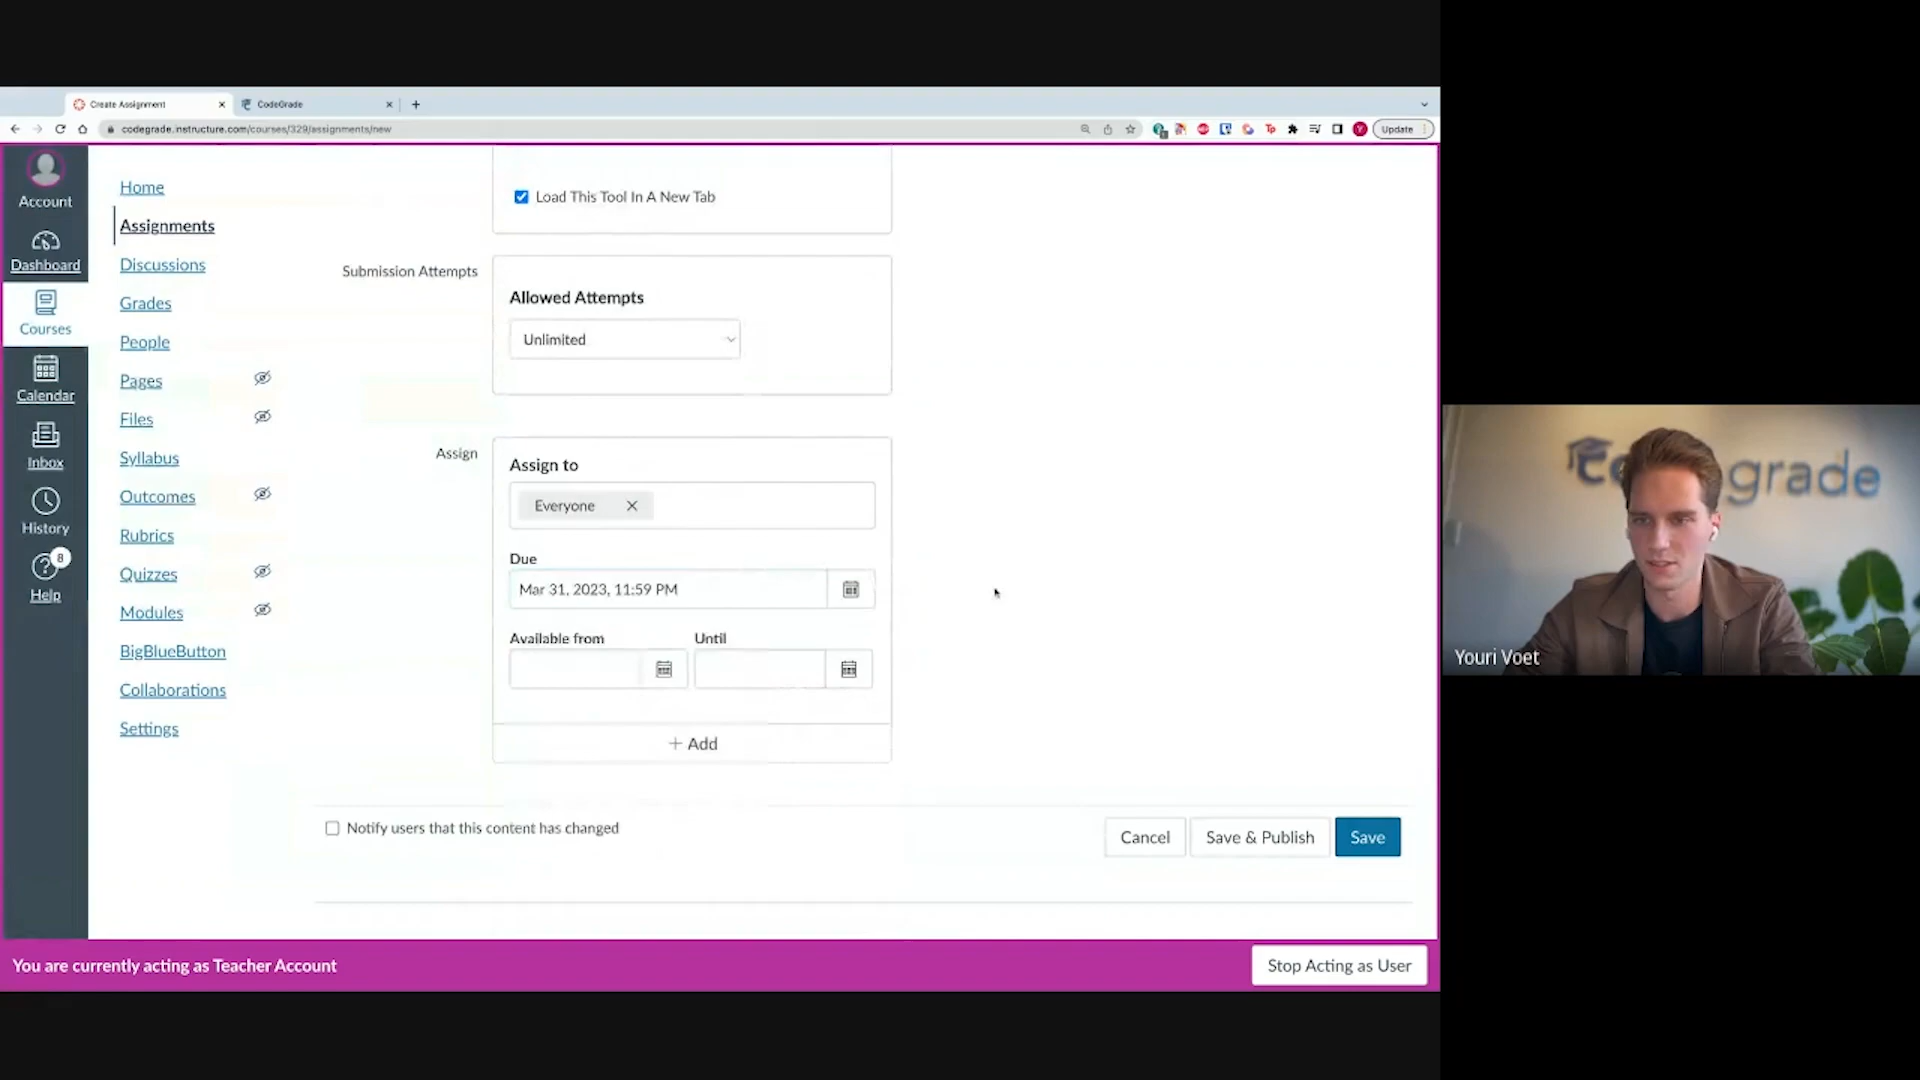 Create Assignment
CodeGrade
codegrade.instructure.com/courses/329/assignments/new
Update
Account
Dashboard
Courses
Calendar
Inbox
History
8
Help
Home
Assignments
Discussions
Grades
People
Pages
Files
Syllabus
Outcomes
Rubrics
Quizzes
Modules
BigBlueButton
Collaborations
Settings
Load This Tool In A New Tab
Submission Attempts
Allowed Attempts
Unlimited
Assign
Assign to
Everyone
Due
Mar 31, 2023, 11:59 PM
Available from
Until
+ Add
Notify users that this content has changed
Cancel
Save & Publish
Save
You are currently acting as Teacher Account
Stop Acting as User
grade
Youri Voet